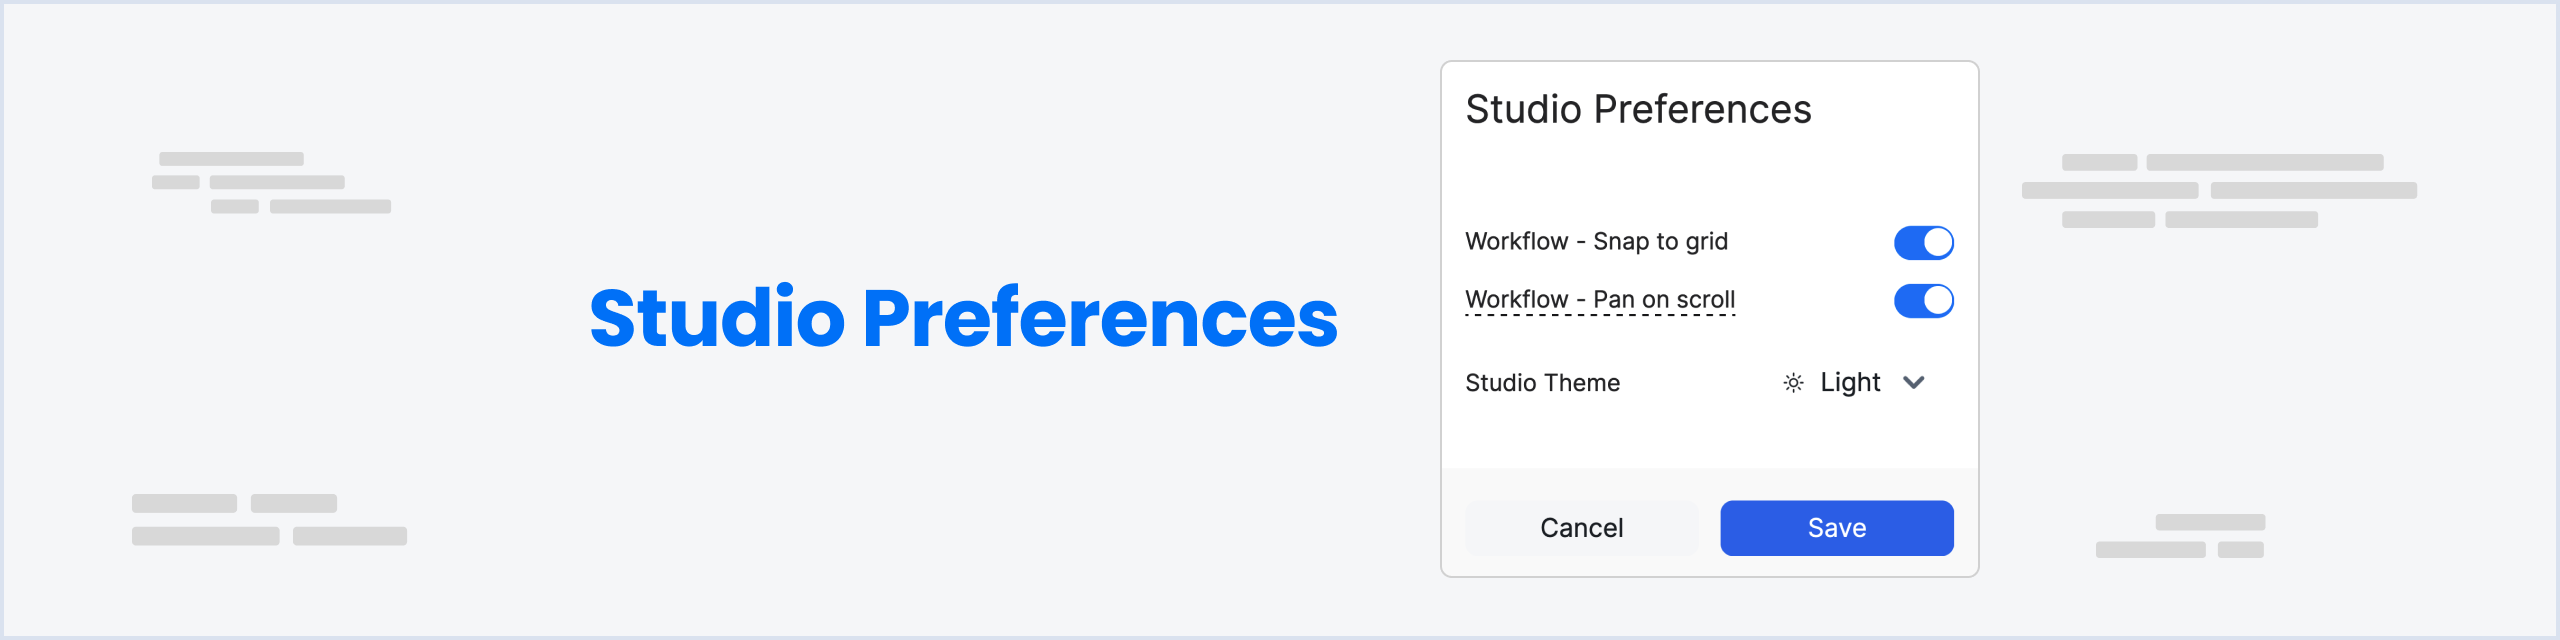 Studio Preferences
Studio Preferences
Workflow - Snap to grid
Workflow - Pan on scroll
Studio Theme Light
Cancel Save